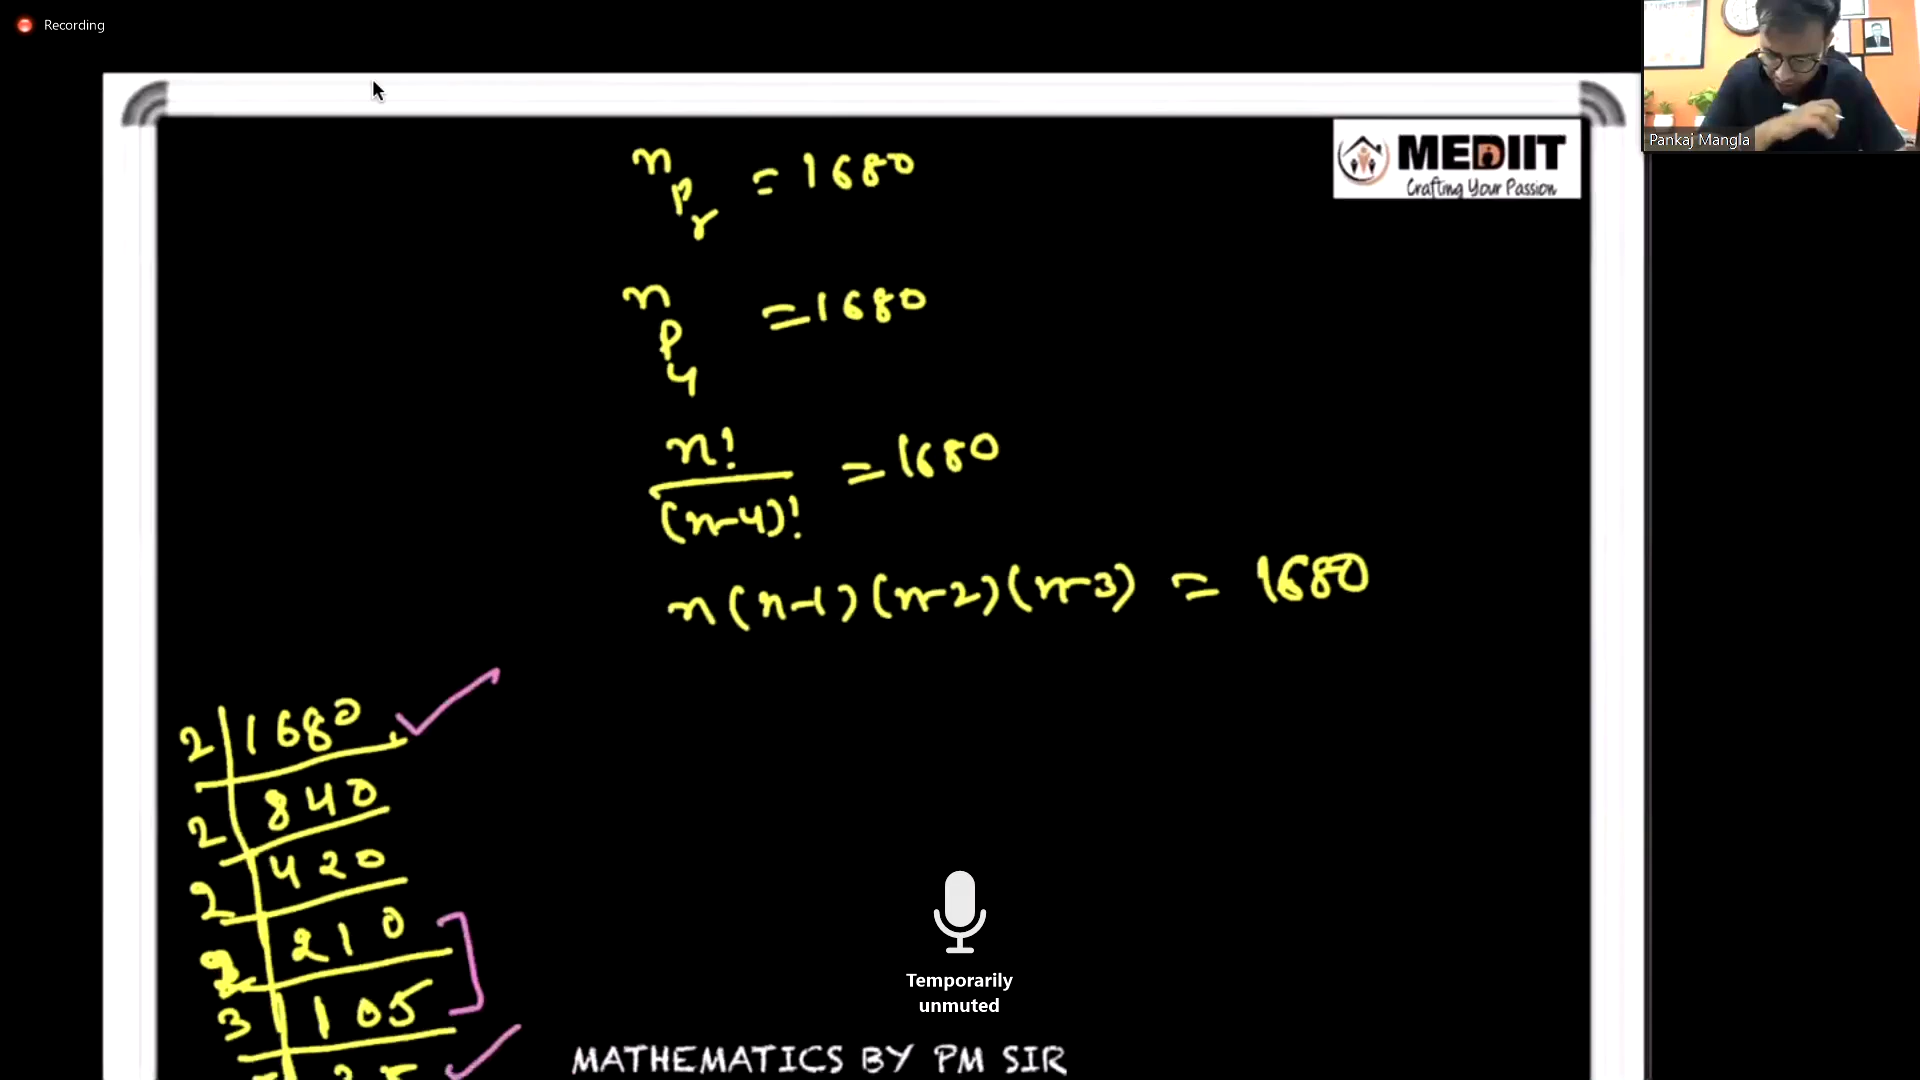 Recording
Pankaj Mangla
MEDIIT
Crafting Your Passion
nPr = 1680
nP4 = 1680
n!/(n-4)! = 1680
n(n-1)(n-2)(n-3) = 1680
2 | 1680
2 | 840
2 | 420
2 | 210
3 | 105
35
Temporarily
unmuted
MATHEMATICS BY PM SIR